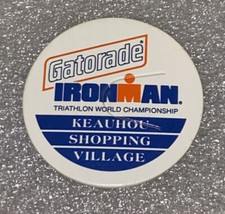 Gatorade
IRONMAN®
TRIATHLON WORLD CHAMPIONSHIP
KEAUHOU
SHOPPING
VILLAGE